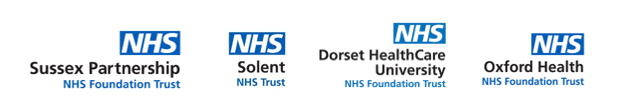 NHS
Sussex Partnership
NHS Foundation Trust
NHS
Solent
NHS Trust
NHS
Dorset HealthCare
University
NHS Foundation Trust
NHS
Oxford Health
NHS Foundation Trust